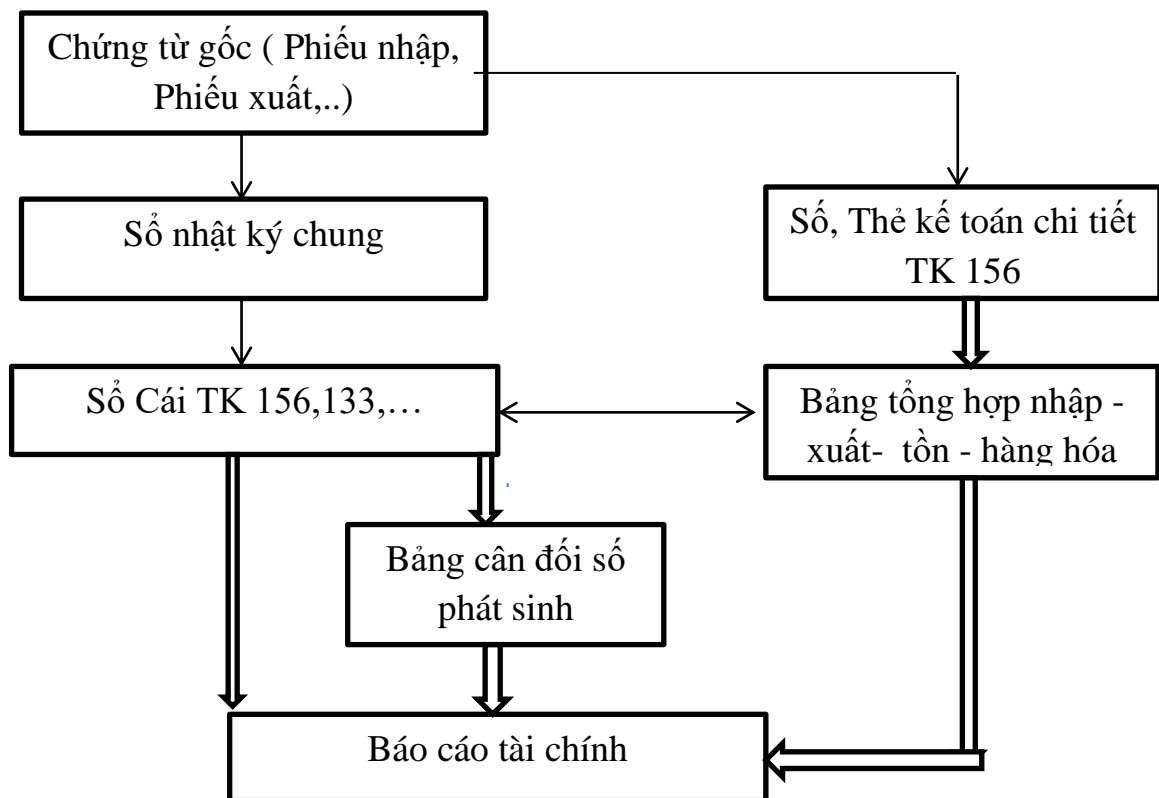 Chứng từ gốc ( Phiếu nhập,
Phiếu xuất,..)
Sổ nhật ký chung
Số, Thẻ kế toán chi tiết
TK 156
Sổ Cái TK 156,133,…
Bảng tổng hợp nhập -
xuất- tồn - hàng hóa
Bảng cân đối số
phát sinh
Báo cáo tài chính